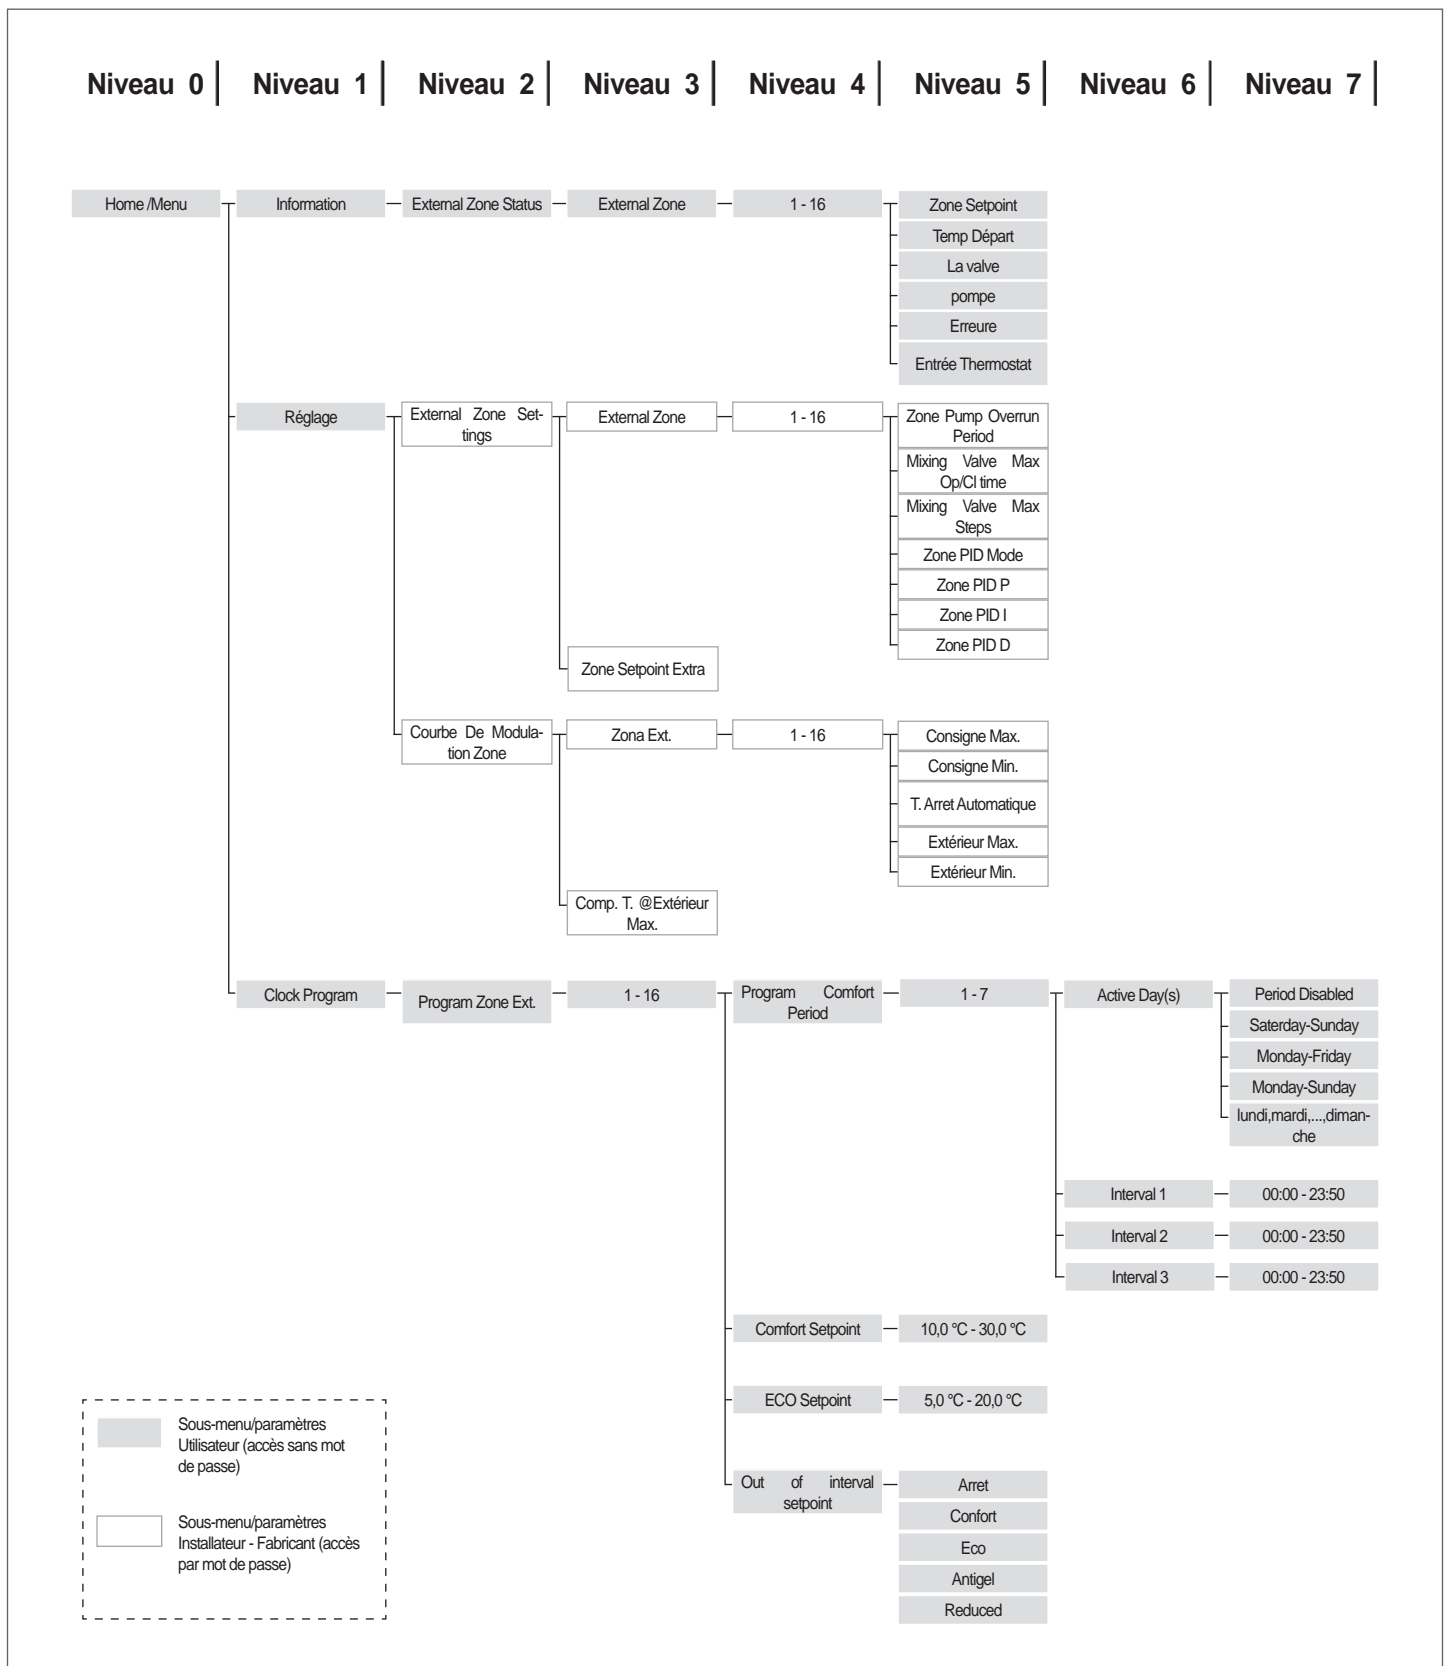 Niveau 0 Niveau 1 Niveau 2 Niveau 3 Niveau 4 Niveau 5 Niveau 6 Niveau 7
Home /Menu
Information
External Zone Status
External Zone
1 - 16
Zone Setpoint
Temp Départ
La valve
pompe
Erreure
Entrée Thermostat
Réglage
External Zone Set-
tings
External Zone
1 - 16
Zone Pump Overrun
Period
Mixing Valve Max
Op/Cl time
Mixing Valve Max
Steps
Zone PID Mode
Zone PID P
Zone PID I
Zone PID D
Zone Setpoint Extra
Courbe De Modula-
tion Zone
Zona Ext.
1 - 16
Consigne Max.
Consigne Min.
T. Arret Automatique
Extérieur Max.
Extérieur Min.
Comp. T. @Extérieur
Max.
Clock Program
Program Zone Ext.
1 - 16
Program Comfort
Period
1 - 7
Active Day(s)
Period Disabled
Saterday-Sunday
Monday-Friday
Monday-Sunday
lundi,mardi,...,diman-
che
Interval 1
00:00 - 23:50
Interval 2
00:00 - 23:50
Interval 3
00:00 - 23:50
Comfort Setpoint
10,0 °C - 30,0 °C
ECO Setpoint
5,0 °C - 20,0 °C
Out of interval
setpoint
Arret
Confort
Eco
Antigel
Reduced
Sous-menu/paramètres
Utilisateur (accès sans mot
de passe)
Sous-menu/paramètres
Installateur - Fabricant (accès
par mot de passe)